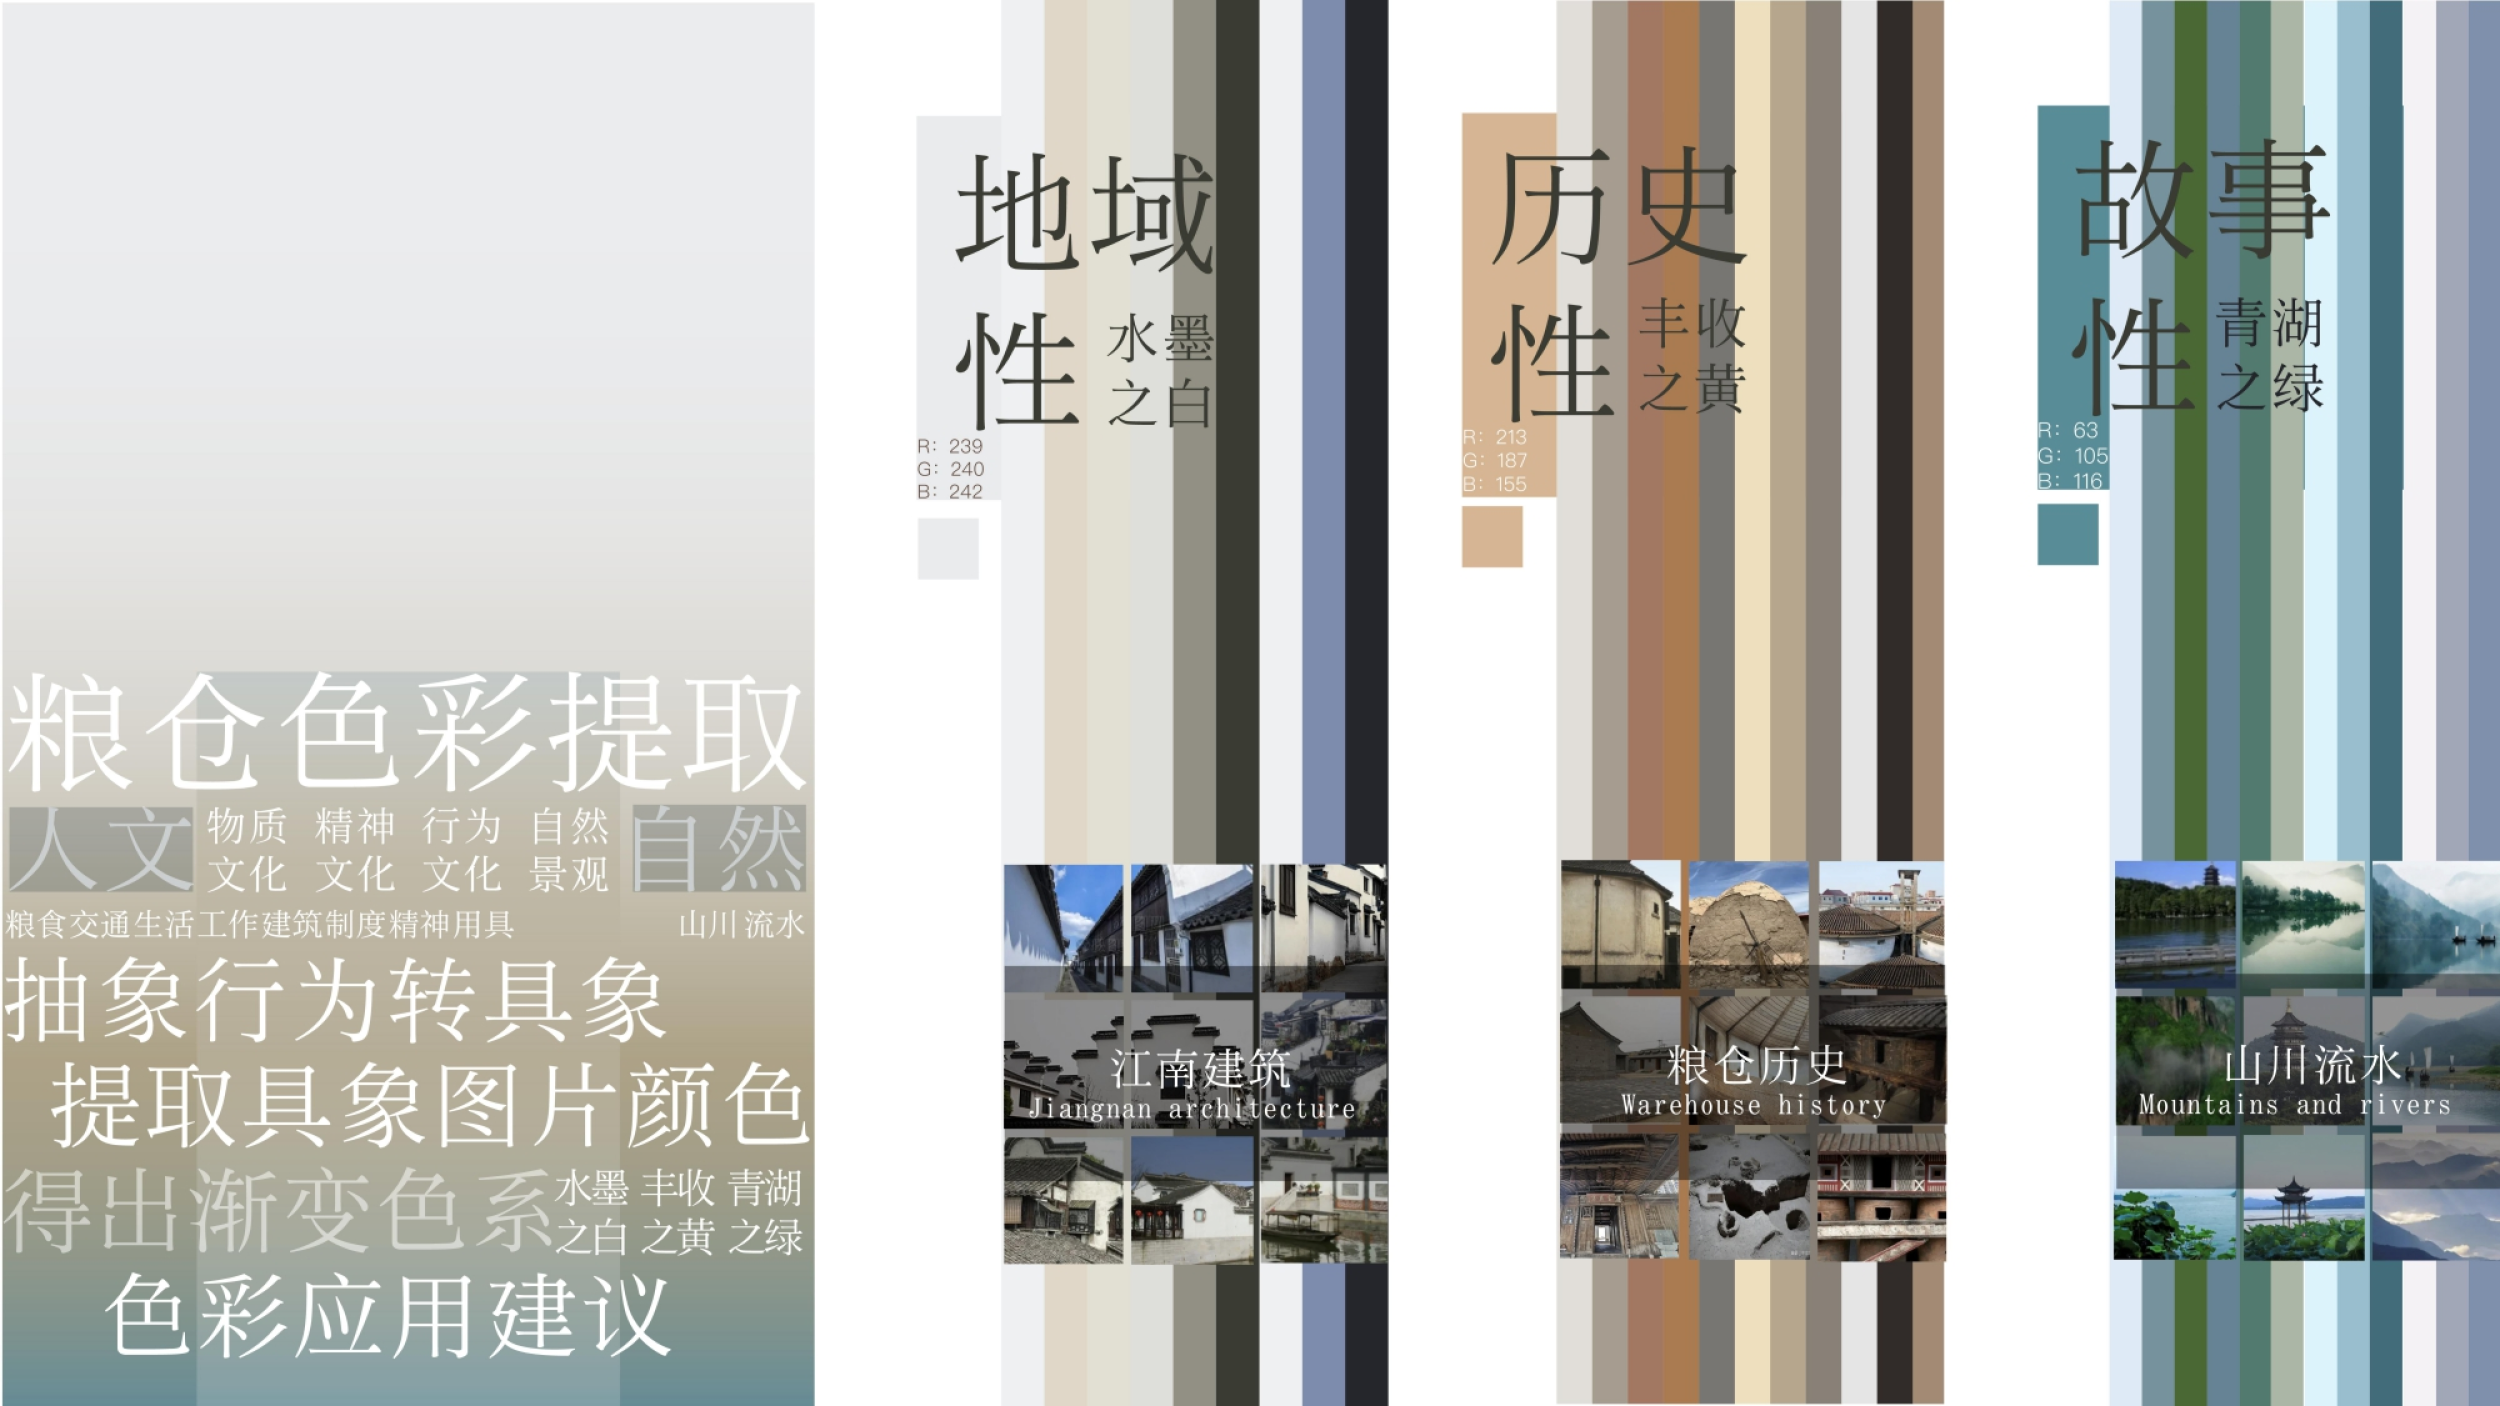 粮仓色彩提取
人文
物质 精神 行为 自然
文化 文化 文化 景观
自然
粮食交通生活工作建筑制度精神用具
山川流水
抽象行为转具象
提取具象图片颜色
得出渐变色系
水墨 丰收 青湖
之白 之黄 之绿
色彩应用建议
地域
性
水墨
之白
R: 239
G: 240
B: 242
江南建筑
Jiangnan architecture
历史
性
丰收
之黄
R: 213
G: 187
B: 155
粮仓历史
Warehouse history
故事
性
青湖
之绿
R: 63
G: 105
B: 116
山川流水
Mountains and rivers